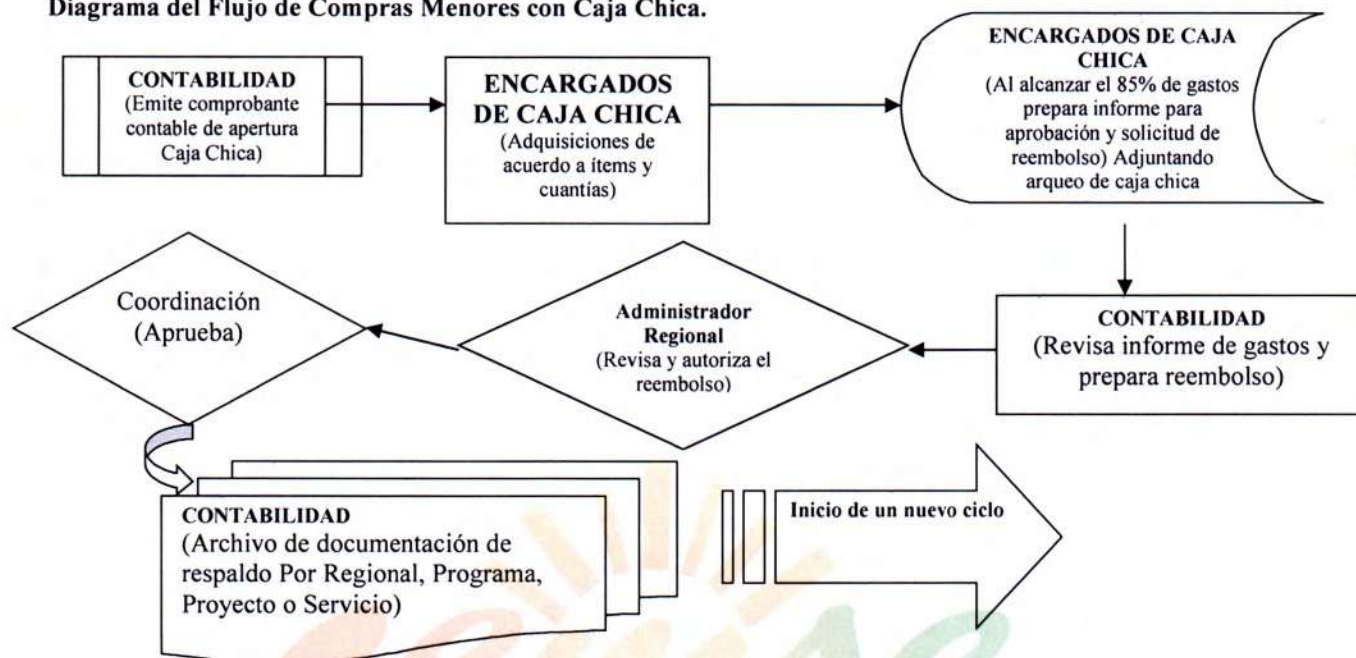 Diagrama del Flujo de Compras Menores con Caja Chica.
CONTABILIDAD
(Emite comprobante
contable de apertura
Caja Chica)
ENCARGADOS
DE CAJA CHICA
(Adquisiciones de
acuerdo a ítems y
cuantías)
ENCARGADOS DE CAJA
CHICA
(Al alcanzar el 85% de gastos
prepara informe para
aprobación y solicitud de
reembolso) Adjuntando
arqueo de caja chica
Coordinación
(Aprueba)
Administrador
Regional
(Revisa y autoriza el
reembolso)
CONTABILIDAD
(Revisa informe de gastos y
prepara reembolso)
CONTABILIDAD
(Archivo de documentación de
respaldo Por Regional, Programa,
Proyecto o Servicio)
Inicio de un nuevo ciclo